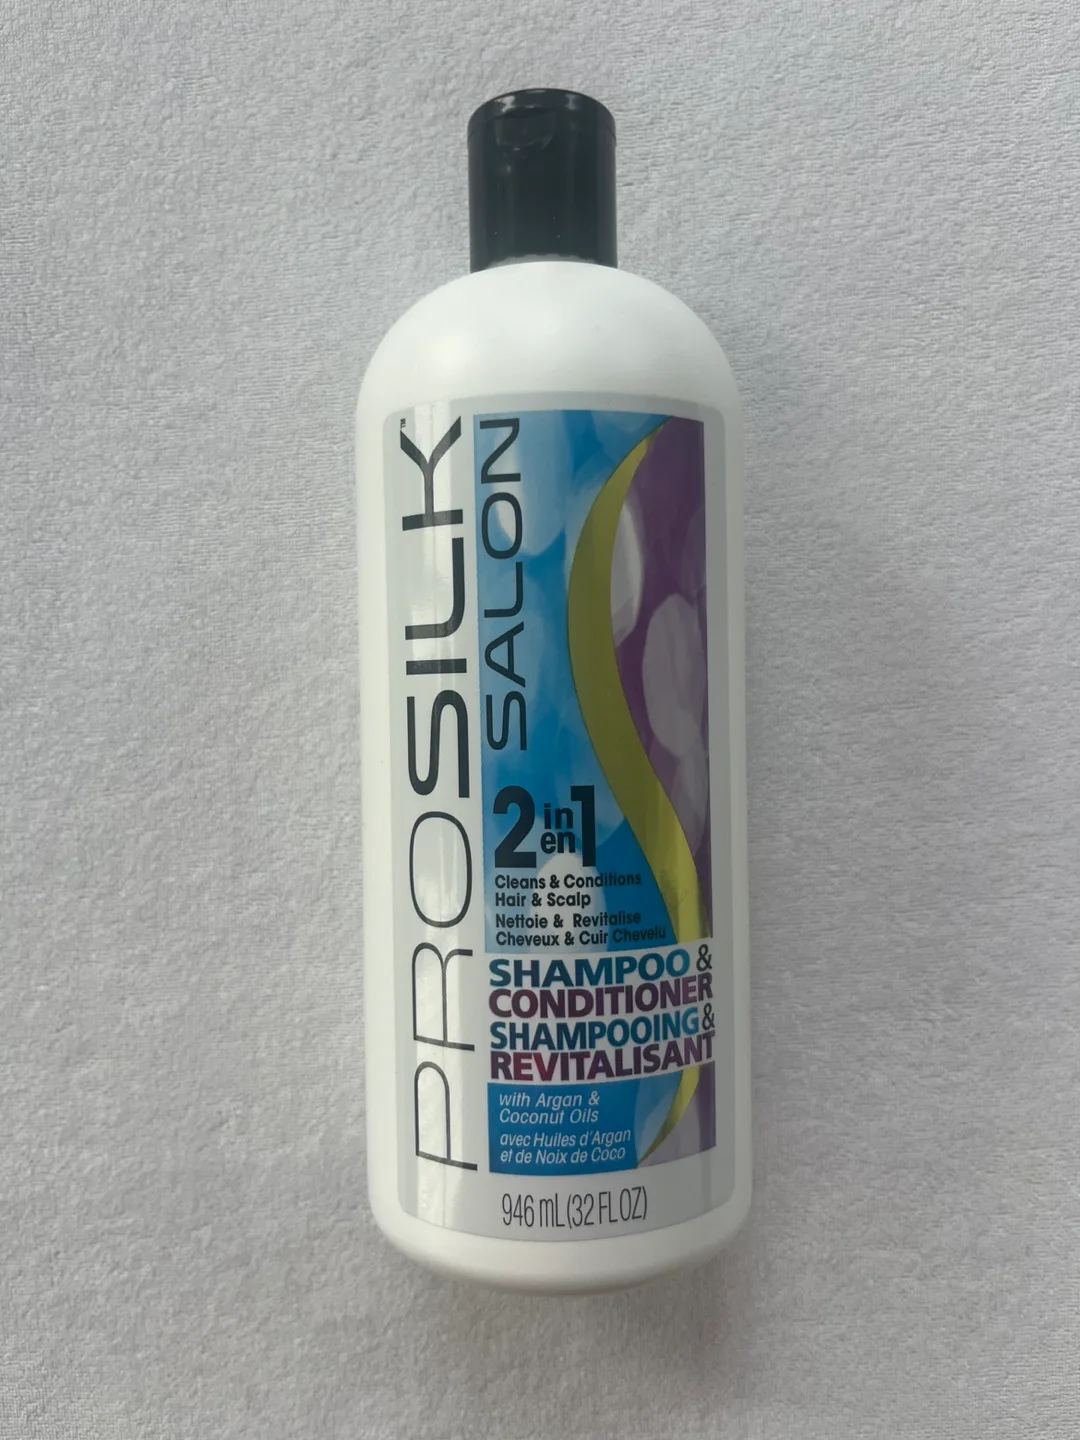 PROSILK™
SALON
2 in en 1
Cleans & Conditions
Hair & Scalp
Nettoie & Revitalise
Cheveux & Cuir Chevelu
SHAMPOO &
CONDITIONER
SHAMPOOING &
REVITALISANT
with Argan &
Coconut Oils
avec Huiles d'Argan
et de Noix de Coco
946 mL (32 FL OZ)